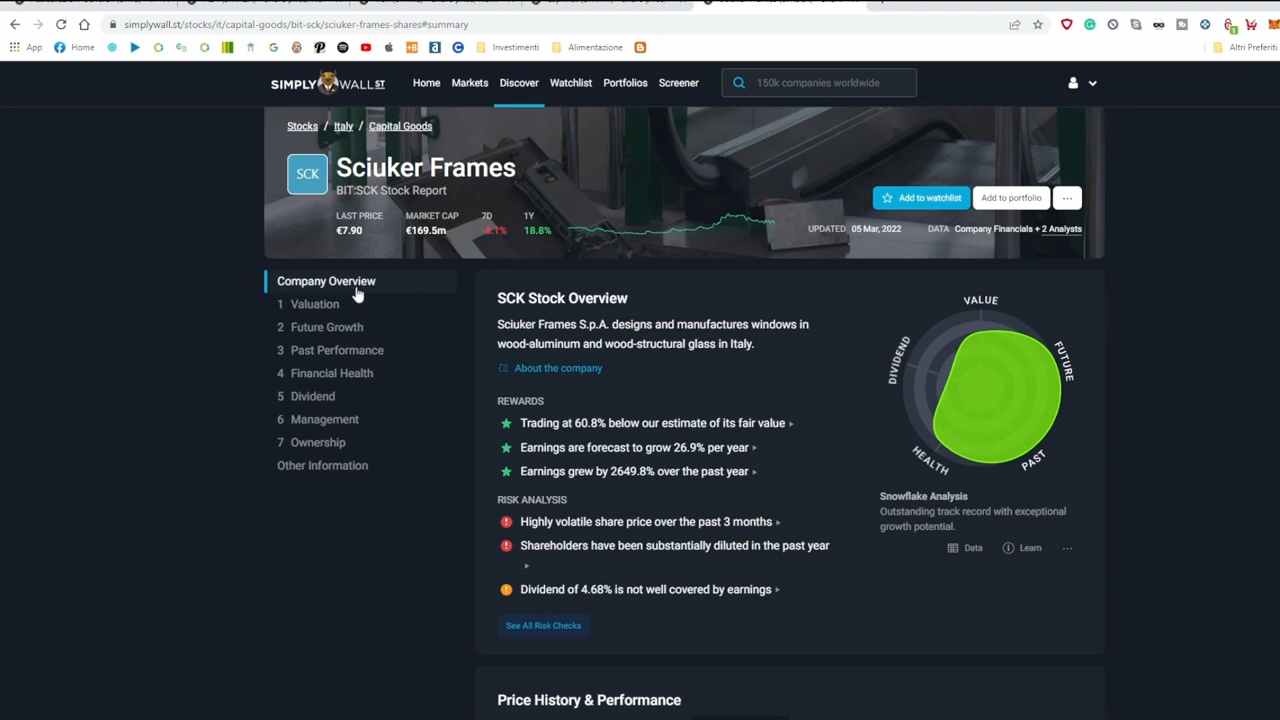 simplywall.st/stocks/it/capital-goods/bit-sck/sciuker-frames-shares#summary
App
Home
Investimenti
Alimentazione
Altri Preferiti
SIMPLY WALL ST
Home
Markets
Discover
Watchlist
Portfolios
Screener
150k companies worldwide
Stocks / Italy / Capital Goods
SCK
Sciuker Frames
BIT:SCK Stock Report
Add to watchlist
Add to portfolio
LAST PRICE
MARKET CAP
7D
1Y
€7.90
€169.5m
18.8%
UPDATED 05 Mar, 2022
DATA Company Financials + 2 Analysts
Company Overview
1 Valuation
2 Future Growth
3 Past Performance
4 Financial Health
5 Dividend
6 Management
7 Ownership
Other Information
SCK Stock Overview
Sciuker Frames S.p.A. designs and manufactures windows in
wood-aluminum and wood-structural glass in Italy.
About the company
REWARDS
Trading at 60.8% below our estimate of its fair value
Earnings are forecast to grow 26.9% per year
Earnings grew by 2649.8% over the past year
RISK ANALYSIS
Highly volatile share price over the past 3 months
Shareholders have been substantially diluted in the past year
Dividend of 4.68% is not well covered by earnings
See All Risk Checks
VALUE
FUTURE
PAST
HEALTH
DIVIDEND
Snowflake Analysis
Outstanding track record with exceptional
growth potential.
Data
Learn
Price History & Performance